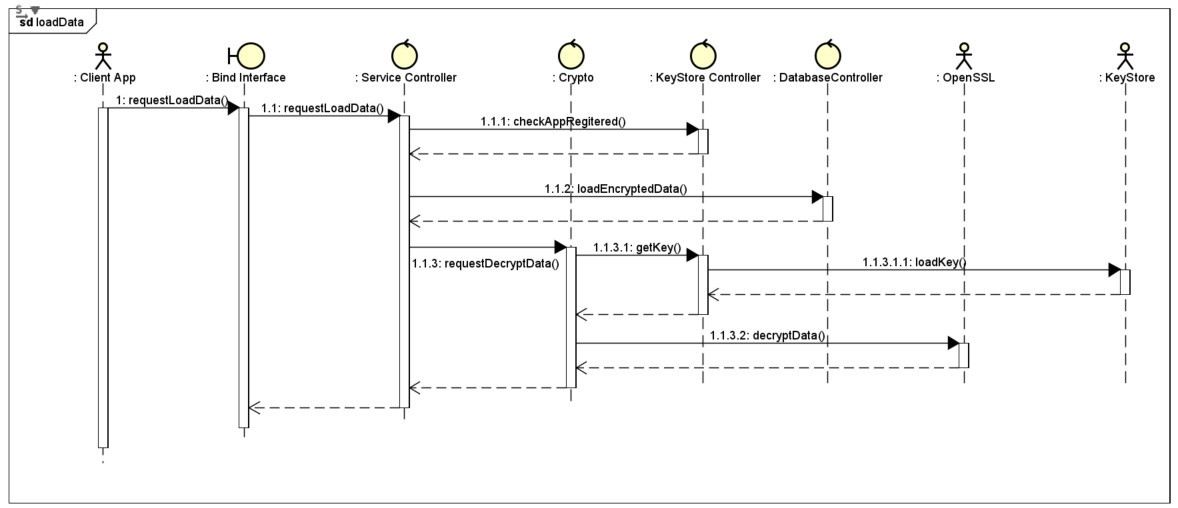 S
sd loadData
: Client App
: Bind Interface
: Service Controller
: Crypto
: KeyStore Controller
: DatabaseController
: OpenSSL
: KeyStore
1: requestLoadData()
1.1: requestLoadData()
1.1.1: checkAppRegitered()
1.1.2: loadEncryptedData()
1.1.3: requestDecryptData()
1.1.3.1: getKey()
1.1.3.1.1: loadKey()
1.1.3.2: decryptData()